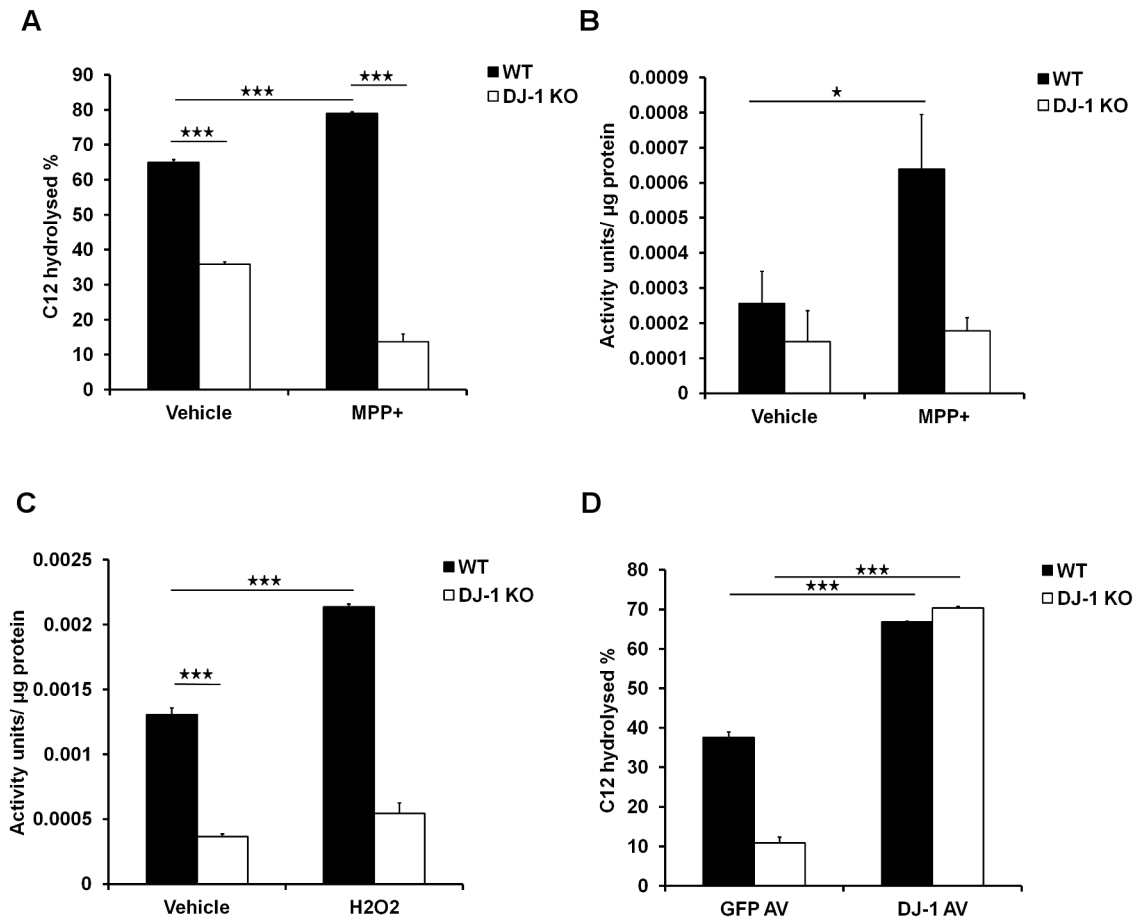 A
C12 hydrolysed %
90
80
70
60
50
40
30
20
10
0
★★★
★★★
★★★
WT
DJ-1 KO
Vehicle
MPP+
B
Activity units/ µg protein
0.0009
0.0008
0.0007
0.0006
0.0005
0.0004
0.0003
0.0002
0.0001
0
★
WT
DJ-1 KO
Vehicle
MPP+
C
Activity units/ µg protein
0.0025
0.002
0.0015
0.001
0.0005
0
★★★
★★★
WT
DJ-1 KO
Vehicle
H2O2
D
C12 hydrolysed %
80
70
60
50
40
30
20
10
0
★★★
★★★
WT
DJ-1 KO
GFP AV
DJ-1 AV